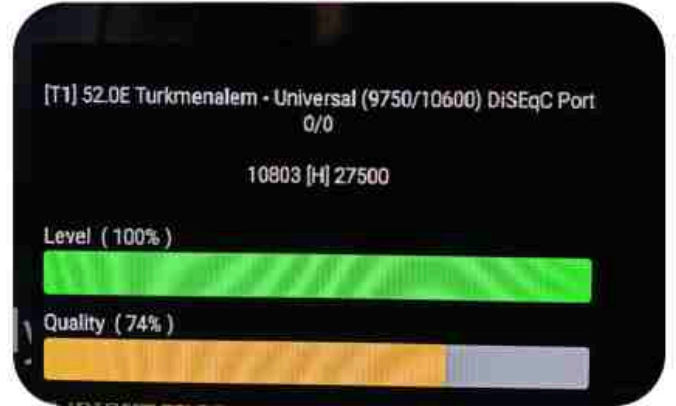 [T1] 52.0E Turkmenalem - Universal (9750/10600) DiSEqC Port
0/0
10803 [H] 27500
Level ( 100% )
Quality ( 74% )